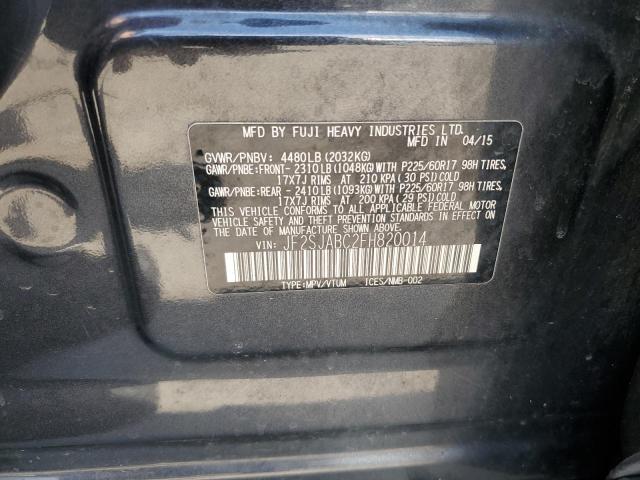 MFD BY FUJI HEAVY INDUSTRIES LTD.
MFD IN 04/15
GVWR/PNBV: 4480LB (2032KG)
GAWR/PNBE:FRONT- 2310LB(1048KG)WITH P225/60R17 98H TIRES,
17X7J RIMS AT 210 KPA( 30 PSI)COLD
GAWR/PNBE:REAR - 2410LB(1093KG)WITH P225/60R17 98H TIRES,
17X7J RIMS AT 200 KPA( 29 PSI)COLD
THIS VEHICLE CONFORMS TO ALL APPLICABLE FEDERAL MOTOR
VEHICLE SAFETY AND THEFT PREVENTION STANDARDS IN EFFECT ON
THE DATE OF MANUFACTURE SHOWN ABOVE.
VIN: JF2SJABC2FH820014
TYPE:MPV/VTUM ICES/NMB-002